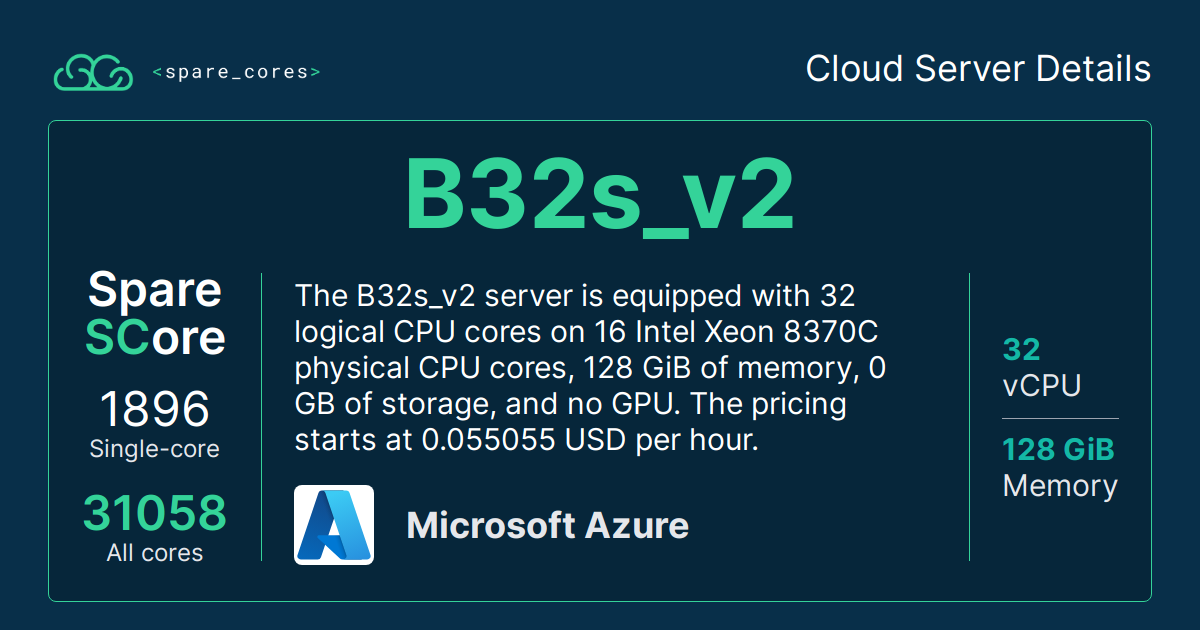 <spare_cores>
Cloud Server Details
B32s_v2
Spare
SCore
1896
Single-core
31058
All cores
The B32s_v2 server is equipped with 32
logical CPU cores on 16 Intel Xeon 8370C
physical CPU cores, 128 GiB of memory, 0
GB of storage, and no GPU. The pricing
starts at 0.055055 USD per hour.
Microsoft Azure
32
vCPU
128 GiB
Memory